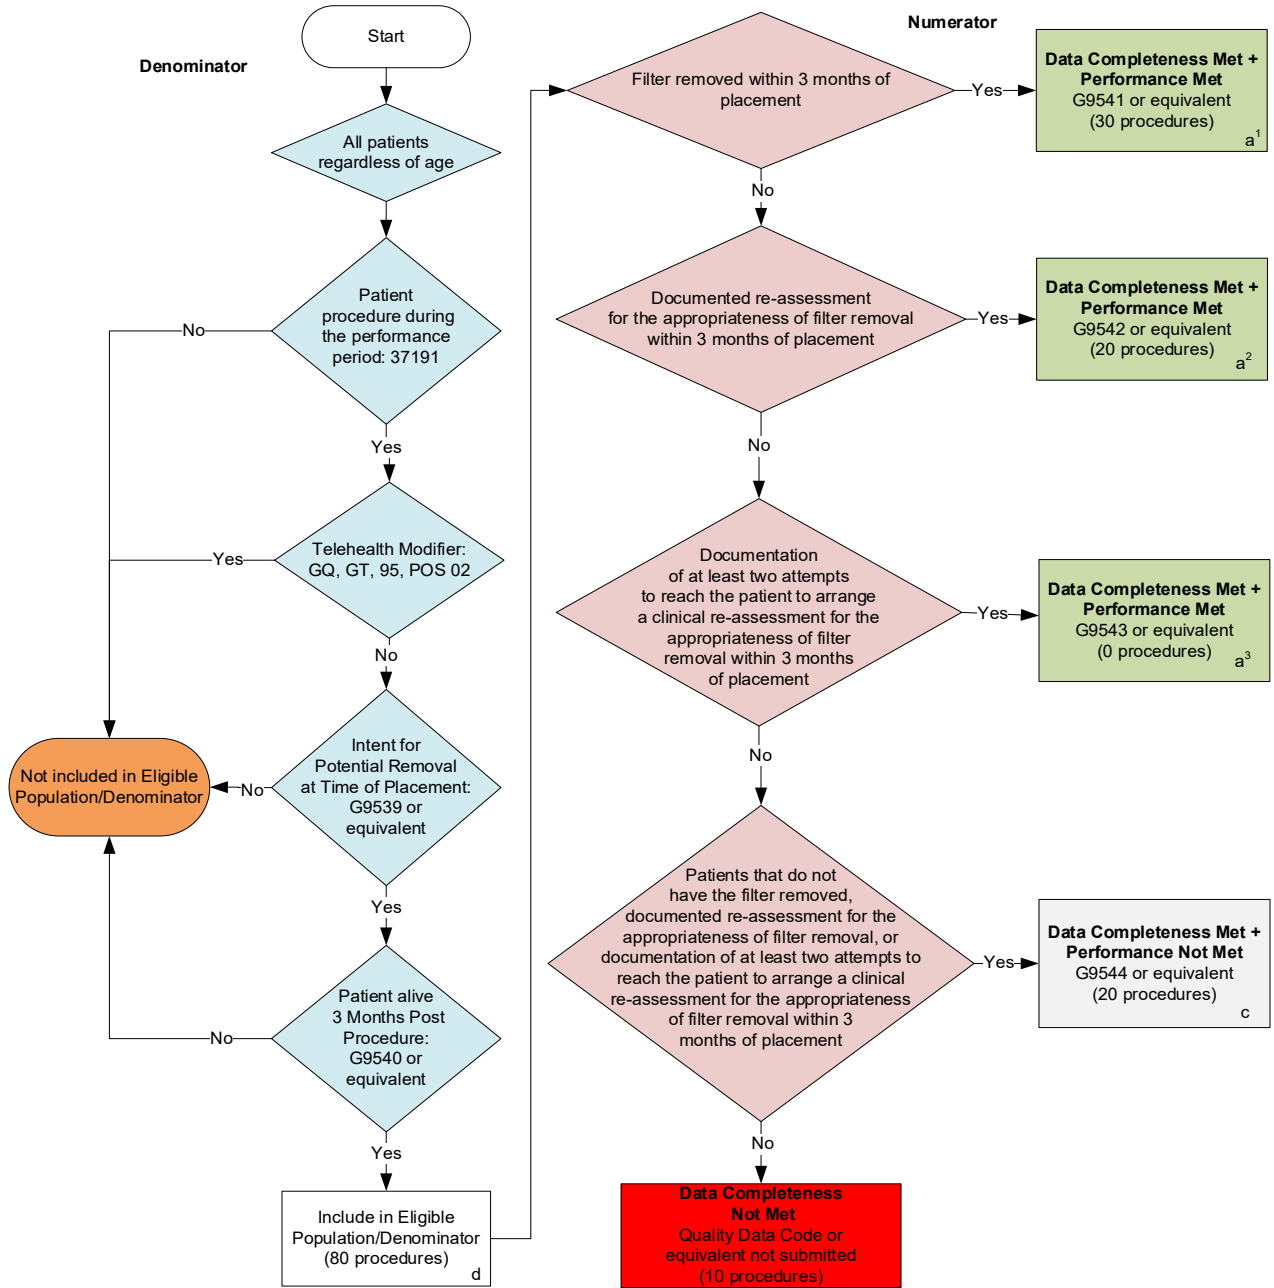 Denominator
Start
All patients
regardless of age
Patient
procedure during
the performance
period: 37191
No
Yes
Telehealth Modifier:
GQ, GT, 95, POS 02
Yes
No
Intent for
Potential Removal
at Time of Placement:
G9539 or
equivalent
No
Not included in Eligible
Population/Denominator
Yes
Patient alive
3 Months Post
Procedure:
G9540 or
equivalent
No
Yes
Include in Eligible
Population/Denominator
(80 procedures)
d
Numerator
Filter removed within 3 months of
placement
Yes
Data Completeness Met +
Performance Met
G9541 or equivalent
(30 procedures)
a1
No
Documented re-assessment
for the appropriateness of filter removal
within 3 months of placement
Yes
Data Completeness Met +
Performance Met
G9542 or equivalent
(20 procedures)
a2
No
Documentation
of at least two attempts
to reach the patient to arrange
a clinical re-assessment for the
appropriateness of filter
removal within 3 months
of placement
Yes
Data Completeness Met +
Performance Met
G9543 or equivalent
(0 procedures)
a3
No
Patients that do not
have the filter removed,
documented re-assessment for the
appropriateness of filter removal, or
documentation of at least two attempts to
reach the patient to arrange a clinical
re-assessment for the appropriateness
of filter removal within 3
months of placement
Yes
Data Completeness Met +
Performance Not Met
G9544 or equivalent
(20 procedures)
c
No
Data Completeness
Not Met
Quality Data Code or
equivalent not submitted
(10 procedures)